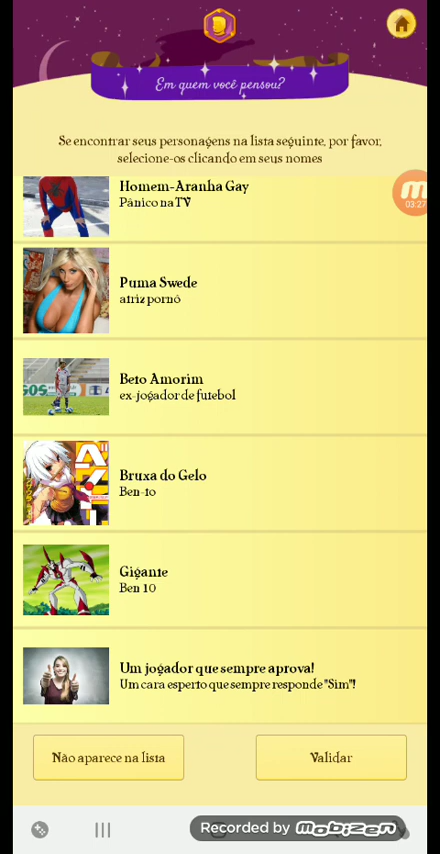 Em quem você pensou?
Se encontrar seus personagens na lista seguinte, por favor,
selecione-os clicando em seus nomes
Homem-Aranha Gay
Pânico na TV
03:27
Puma Swede
atriz pornô
Beto Amorim
ex-jogador de futebol
Bruxa do Gelo
Ben-to
Gigante
Ben 10
Um jogador que sempre aprova!
Um cara esperto que sempre responde "Sim"!
Não aparece na lista
Validar
Recorded by mobizen